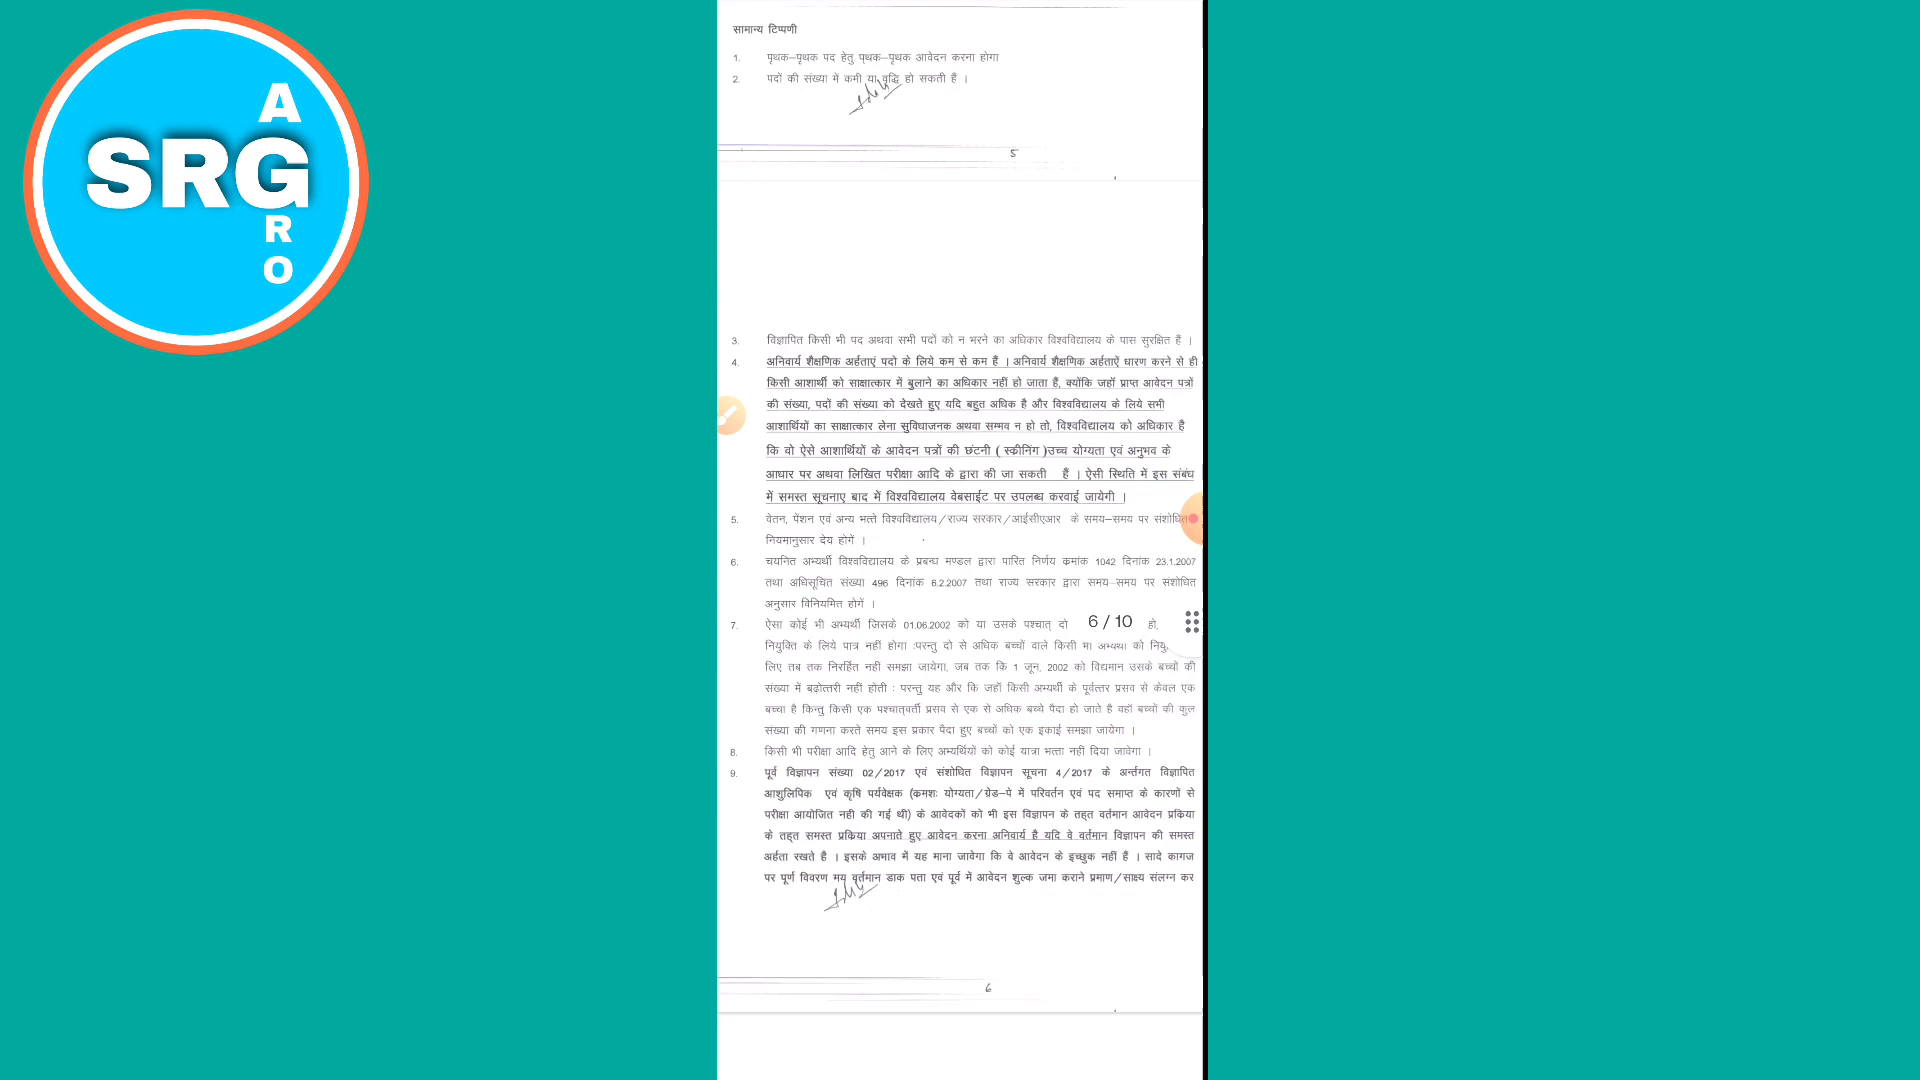 A
SRG
R
O
सामान्य टिप्पणी
1. पृथक–पृथक पद हेतु पृथक–पृथक आवेदन करना होगा
2. पदों की संख्या में कमी या वृद्धि हो सकती हैं ।
5
3. विज्ञापित किसी भी पद अथवा सभी पदों को न भरने का अधिकार विश्वविद्यालय के पास सुरक्षित हैं ।
4. अनिवार्य शैक्षणिक अर्हताएं पदो के लिये कम से कम हैं । अनिवार्य शैक्षणिक अर्हताऐं धारण करने से ही
किसी आशार्थी को साक्षात्कार में बुलाने का अधिकार नहीं हो जाता हैं, क्योंकि जहॉ प्राप्त आवेदन पत्रों
की संख्या, पदों की संख्या को देखते हुए यदि बहुत अधिक है और विश्वविद्यालय के लिये सभी
आशार्थियों का साक्षात्कार लेना सुविधाजनक अथवा सम्भव न हो तो, विश्वविद्यालय को अधिकार है
कि वो ऐसे आशार्थियों के आवेदन पत्रों की छंटनी ( स्क्रीनिंग )उच्च योग्यता एवं अनुभव के
आधार पर अथवा लिखित परीक्षा आदि के द्वारा की जा सकती हैं । ऐसी स्थिति में इस संबंध
में समस्त सूचनाए बाद में विश्वविद्यालय वेबसाईट पर उपलब्ध करवाई जायेगी ।
5. वेतन, पेंशन एवं अन्य भत्ते विश्वविद्यालय/राज्य सरकार/आईसीएआर के समय–समय पर संशोधित
नियमानुसार देय होगें ।
6. चयनित अभ्यर्थी विश्वविद्यालय के प्रबन्ध मण्डल द्वारा पारित निर्णय क्रमांक 1042 दिनांक 23.1.2007
तथा अधिसूचित संख्या 496 दिनांक 6.2.2007 तथा राज्य सरकार द्वारा समय–समय पर संशोधित
अनुसार विनियमित होगें ।
7. ऐसा कोई भी अभ्यर्थी जिसके 01.06.2002 को या उसके पश्चात् दो 6 / 10 हो,
नियुक्ति के लिये पात्र नहीं होगा :परन्तु दो से अधिक बच्चों वाले किसी भी अभ्यर्थी को
लिए तब तक निरर्हित नही समझा जायेगा, जब तक कि 1 जून, 2002 को विद्यमान उसके बच्चों की
संख्या में बढ़ोत्तरी नहीं होती : परन्तु यह और कि जहॉ किसी अभ्यर्थी के पूर्वत्तर प्रसव से केवल एक
बच्चा है किन्तु किसी एक पश्चात्वर्ती प्रसव से एक से अधिक बच्चे पैदा हो जाते है वहॉ बच्चों की कुल
संख्या की गणना करते समय इस प्रकार पैदा हुए बच्चों को एक इकाई समझा जायेगा ।
8. किसी भी परीक्षा आदि हेतु आने के लिए अभ्यर्थियों को कोई यात्रा भत्ता नही दिया जावेगा ।
9. पूर्व विज्ञापन संख्या 02/2017 एवं संशोधित विज्ञापन सूचना 4/2017 के अर्न्तगत विज्ञापित
आशुलिपिक एवं कृषि पर्यवेक्षक (कमशः योग्यता/ग्रेड–पे में परिवर्तन एवं पद समाप्त के कारणों से
परीक्षा आयोजित नही की गई थी) के आवेदकों को भी इस विज्ञापन के तह्त वर्तमान आवेदन प्रक्रिया
के तह्त समस्त प्रक्रिया अपनाते हुए आवेदन करना अनिवार्य है यदि वे वर्तमान विज्ञापन की समस्त
अर्हता रखते है । इसके अभाव में यह माना जावेगा कि वे आवेदन के इच्छुक नहीं हैं । सादे कागज
पर पूर्ण विवरण मय वर्तमान डाक पता एवं पूर्व में आवेदन शुल्क जमा कराने प्रमाण/साक्ष्य संलग्न कर
6